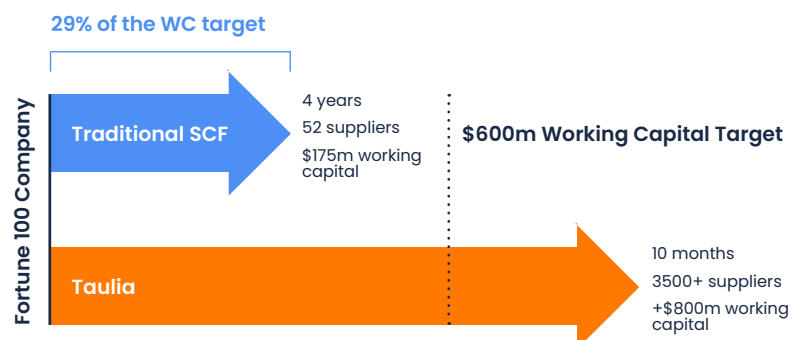 29% of the WC target
Fortune 100 Company
Traditional SCF
4 years
52 suppliers
$175m working
capital
$600m Working Capital Target
Taulia
10 months
3500+ suppliers
+$800m working
capital